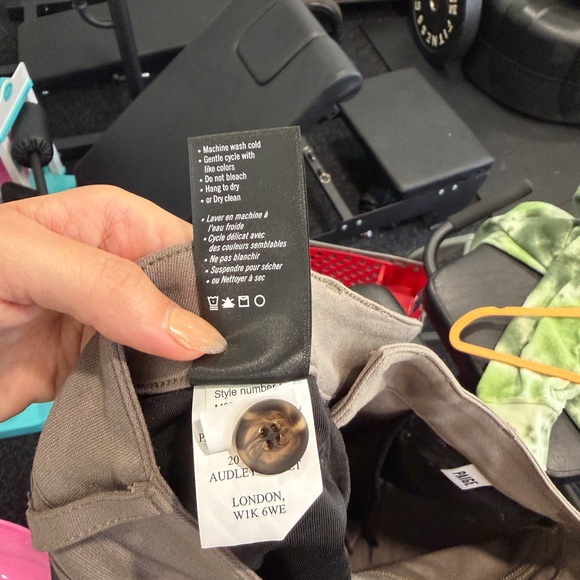 • Machine wash cold
• Gentle cycle with
like colors
• Do not bleach
• Hang to dry
• or Dry clean
• Laver en machine à
l'eau froide
• Cycle délicat avec
des couleurs semblables
• Ne pas blanchir
• Suspendre pour sécher
• ou Nettoyer à sec
Style number
20
AUDLEY
LONDON,
W1K 6WE
PAIGE
FITNESS